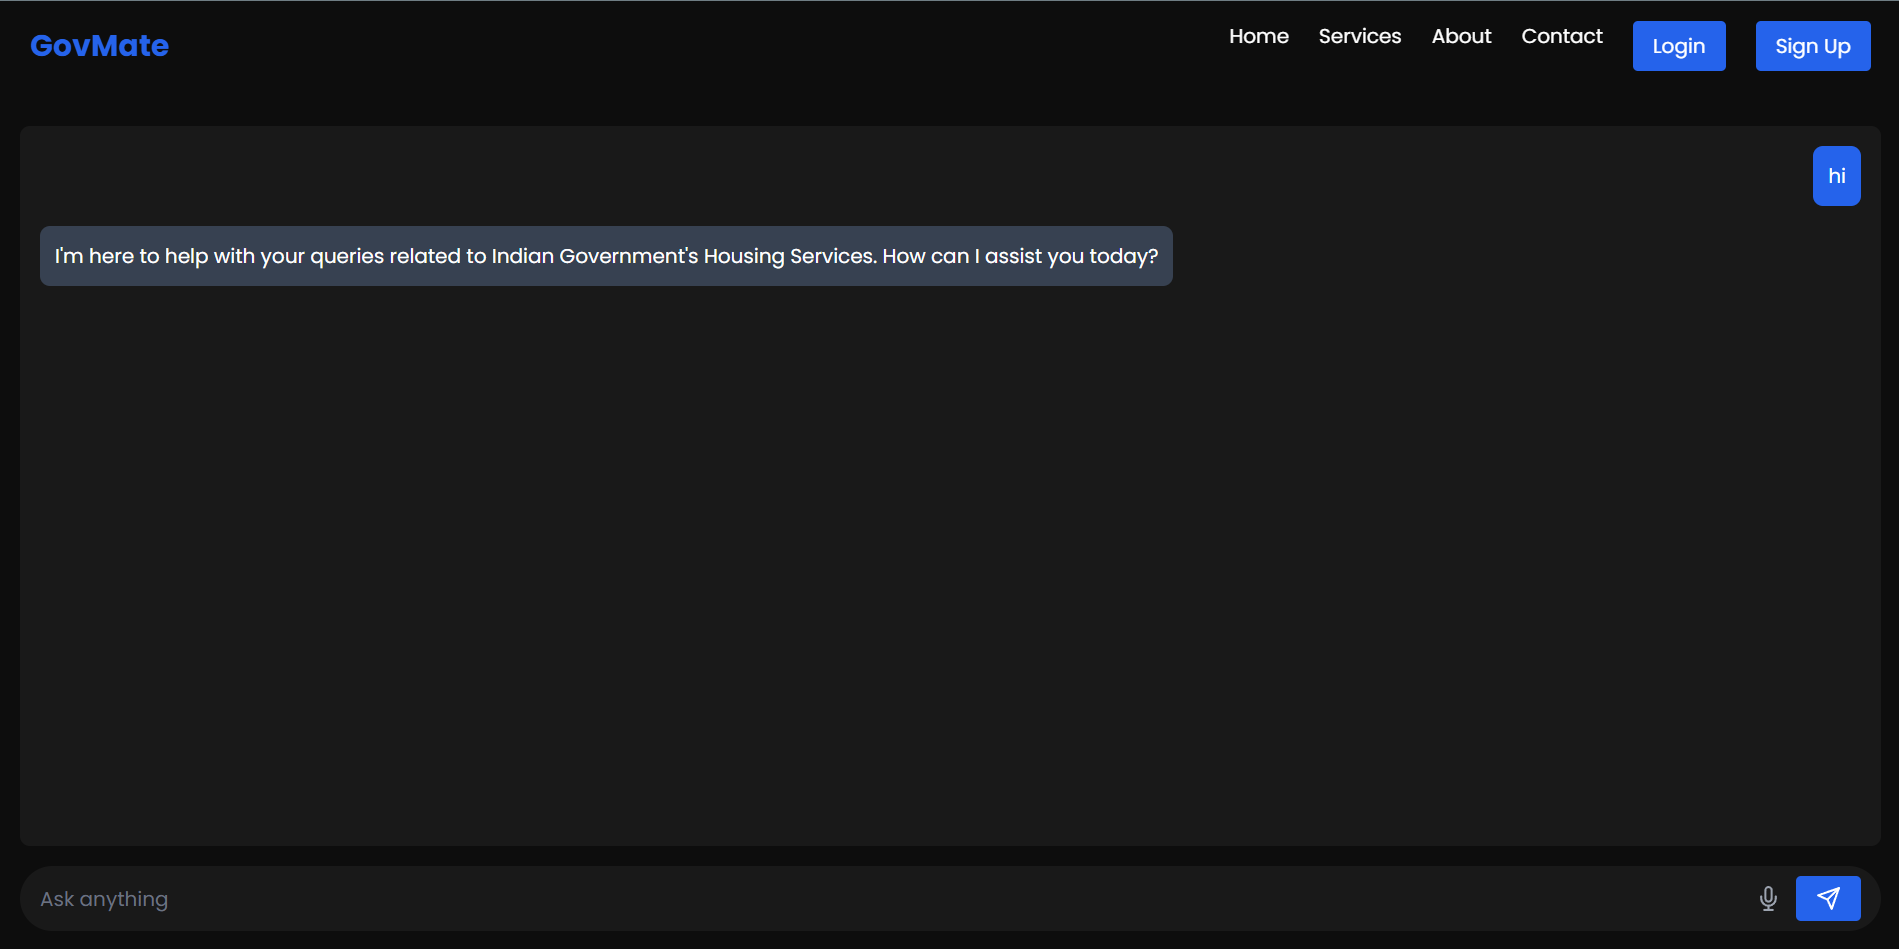 GovMate
Home Services About Contact Login Sign Up
hi
I'm here to help with your queries related to Indian Government's Housing Services. How can I assist you today?
Ask anything